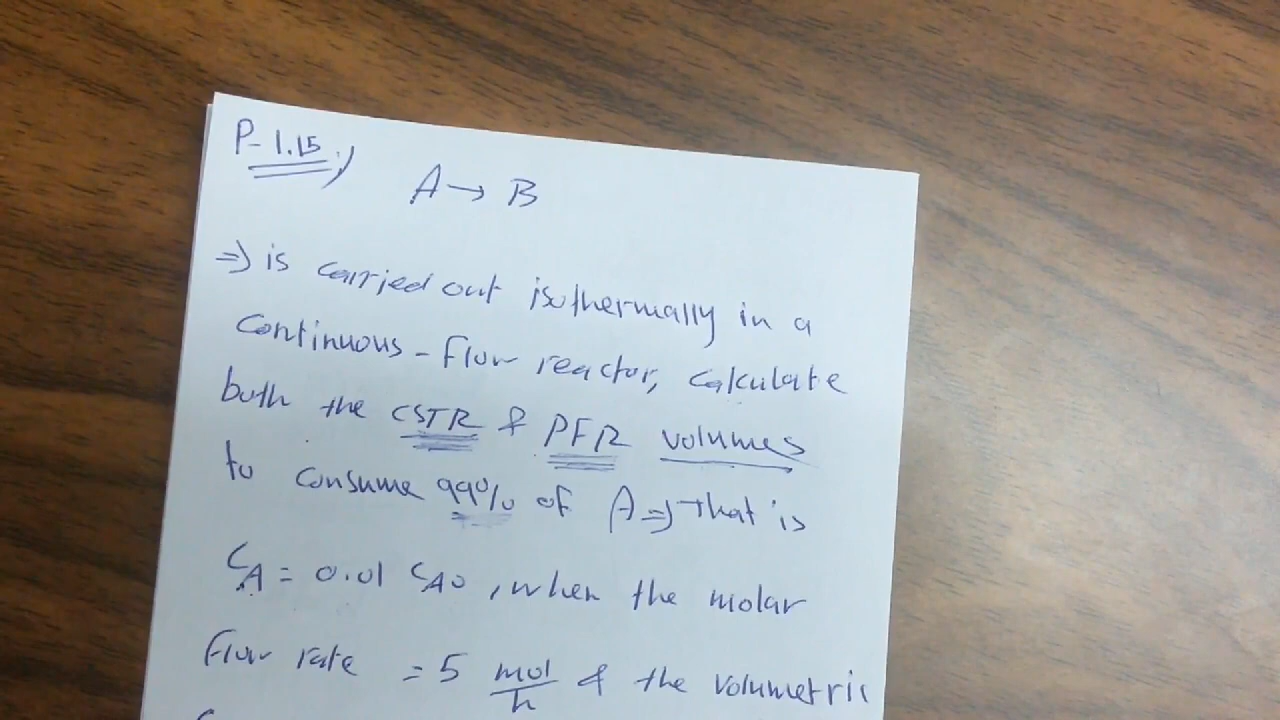 P-1.15)
A → B
⇒ is carried out isothermally in a
Continuous-flow reactor, calculate
both the CSTR & PFR volumes
to consume 99% of A ⇒ that is
CA = 0.01 CA0, when the molar
Flow rate = 5 mol/h & the volumetric